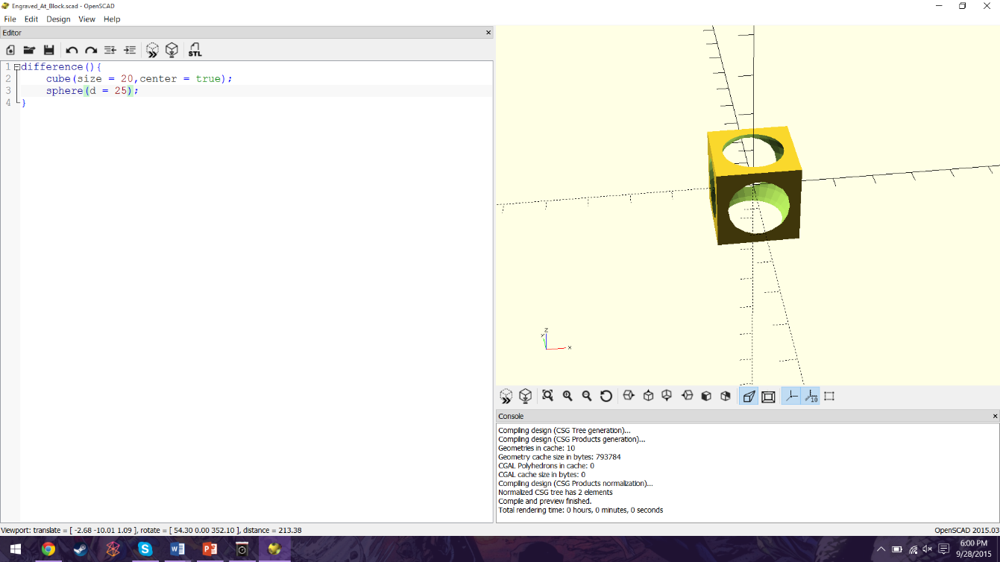 Engraved_At_Block.scad - OpenSCAD
File Edit Design View Help
Editor
STL
1 difference(){
2 cube(size = 20,center = true);
3 sphere(d = 25);
4 }
z
Y
x
10
Console
Compiling design (CSG Tree generation)...
Compiling design (CSG Products generation)...
Geometries in cache: 10
Geometry cache size in bytes: 793784
CGAL Polyhedrons in cache: 0
CGAL cache size in bytes: 0
Compiling design (CSG Products normalization)...
Normalized CSG tree has 2 elements
Compile and preview finished.
Total rendering time: 0 hours, 0 minutes, 0 seconds
Viewport: translate = [ -2.68 -10.01 1.09 ], rotate = [ 54.30 0.00 352.10 ], distance = 213.38
OpenSCAD 2015.03
6:00 PM
9/28/2015